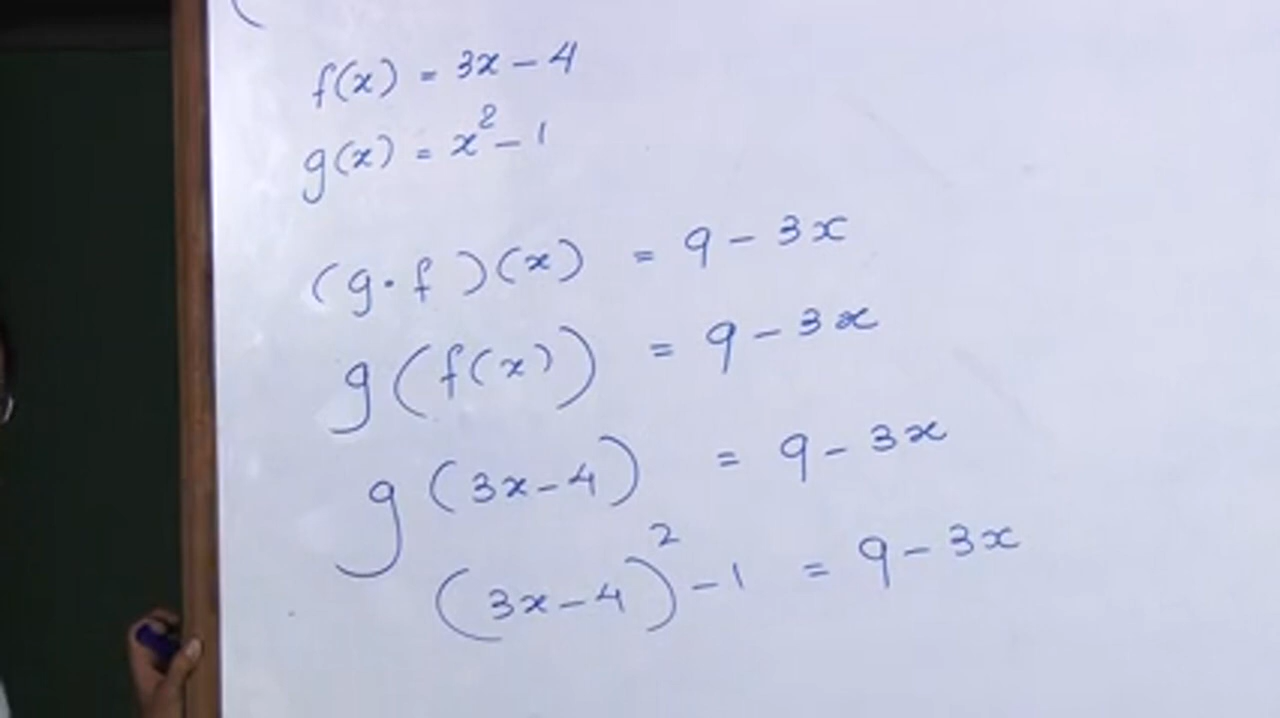 f(x) = 3x - 4
g(x) = x² - 1
(g·f)(x) = 9 - 3x
g(f(x)) = 9 - 3x
g(3x-4) = 9 - 3x
(3x-4)² - 1 = 9 - 3x